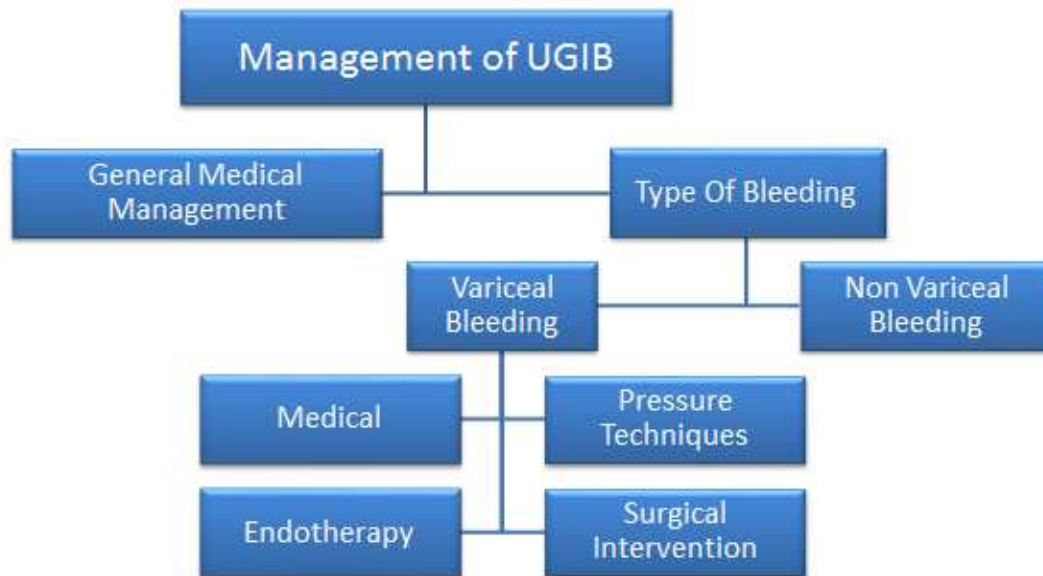 Management of UGIB
General Medical
Management
Type Of Bleeding
Variceal
Bleeding
Non Variceal
Bleeding
Medical
Pressure
Techniques
Endotherapy
Surgical
Intervention